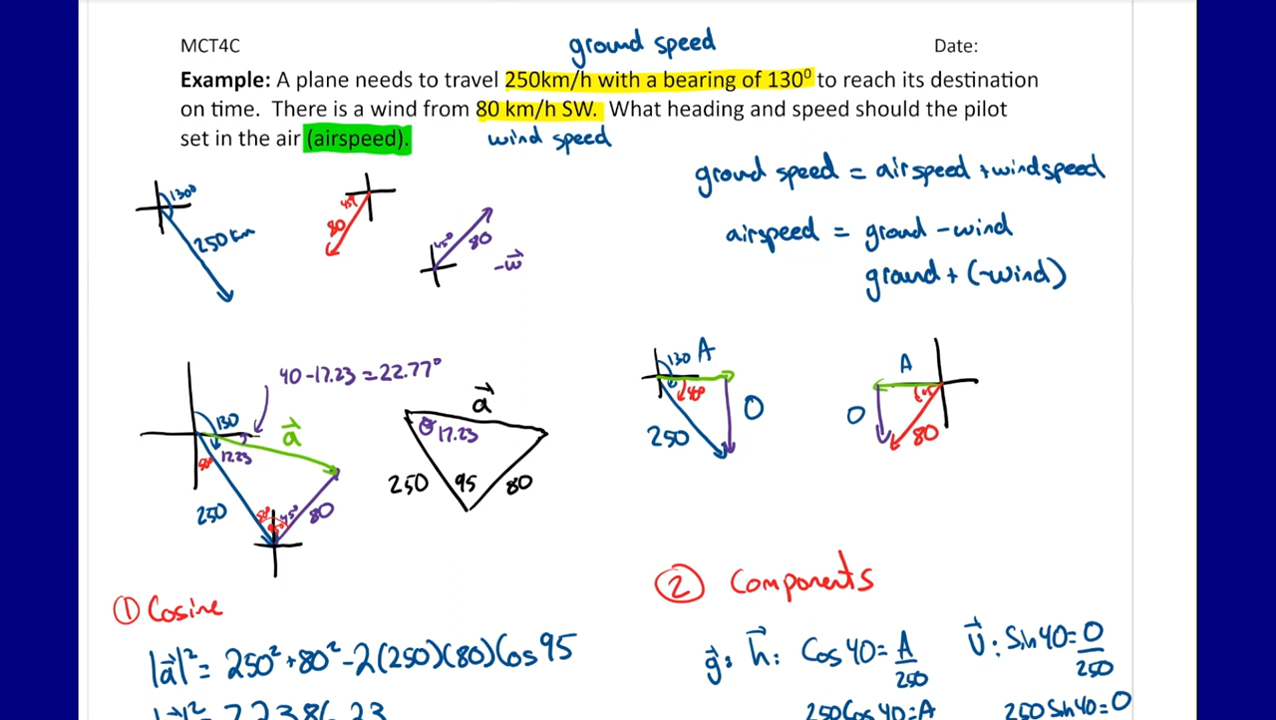 ground speed
MCT4C Date:
Example: A plane needs to travel 250km/h with a bearing of 130⁰ to reach its destination
on time. There is a wind from 80 km/h SW. What heading and speed should the pilot
set in the air (airspeed).
wind speed
ground speed = airspeed + windspeed
airspeed = ground - wind
ground + (-wind)
130°
250 km
45°
80
45°
80
-w⃗
40-17.23 = 22.77°
130
a⃗
17.23
250
45°
80
a⃗
θ 17.23
250 95 80
130 A
40°
O
250
A
O
80
① Cosine
|a⃗|² = 250² + 80² - 2(250)(80) Cos 95
② Components
g⃗: h⃗: Cos 40 = A/250
v⃗: Sin 40 = O/250
250 Cos 40 = A
250 Sin 40 = O